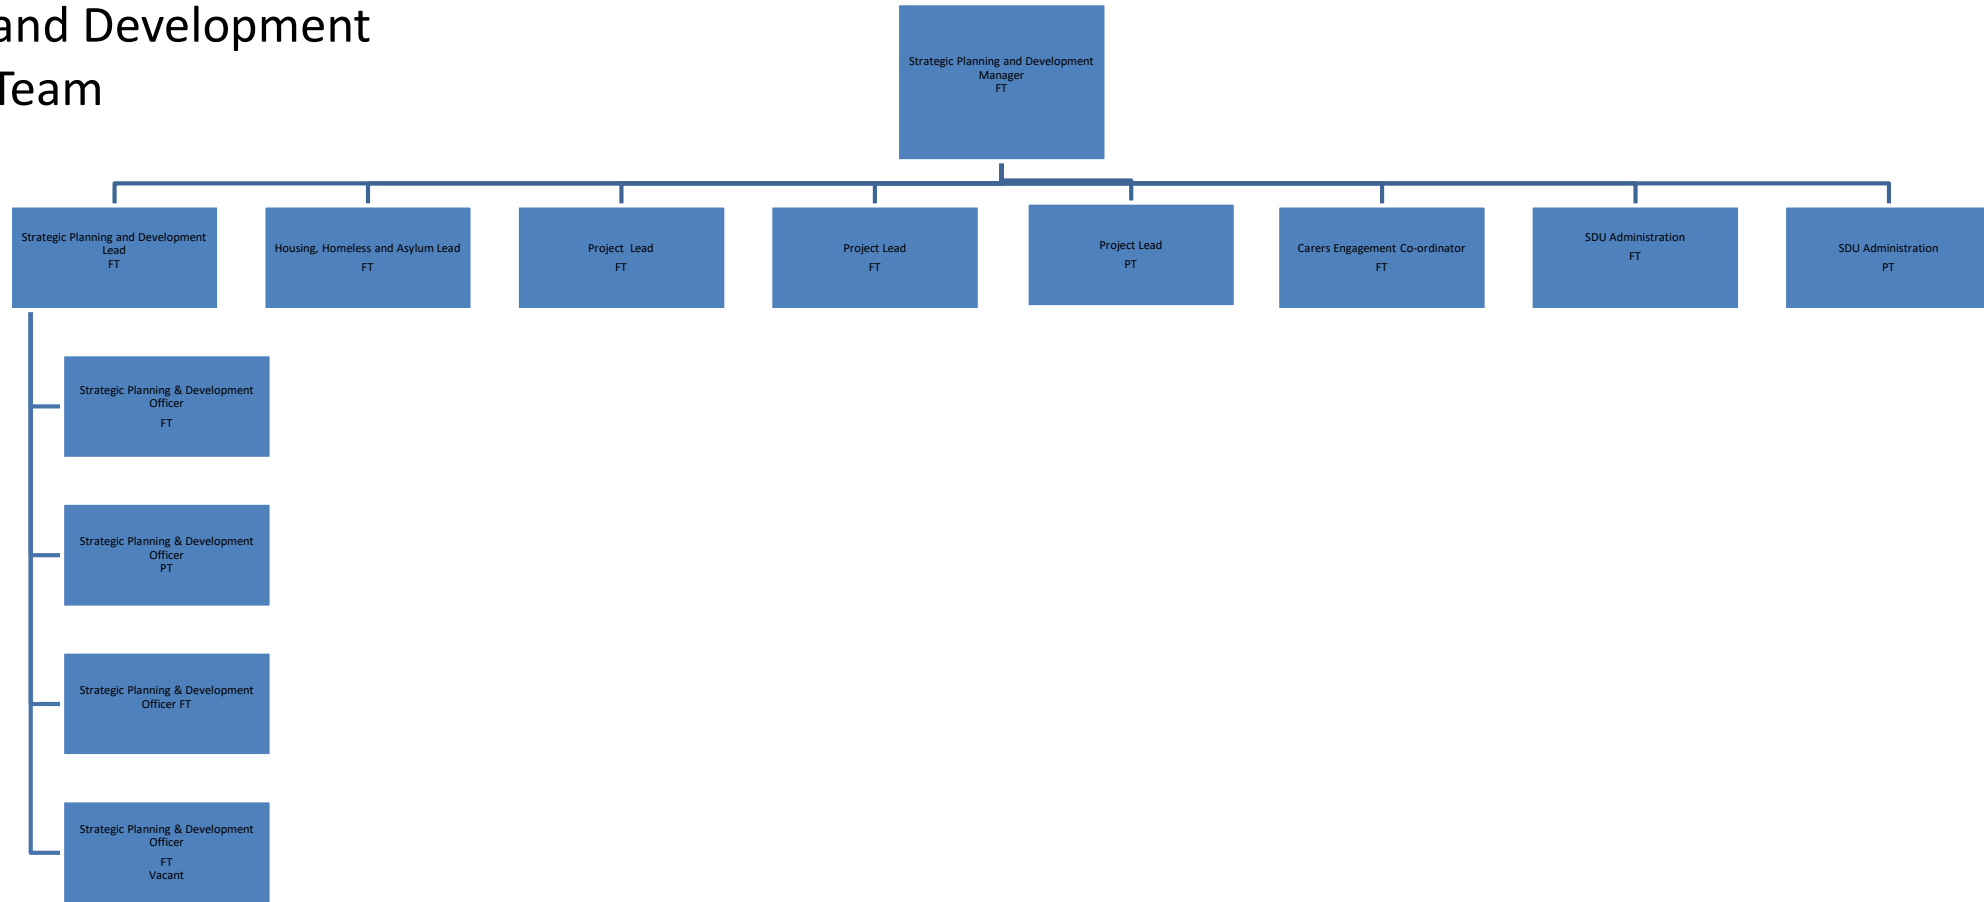 and Development
Team
Strategic Planning and Development
Manager
FT
Strategic Planning and Development
Lead
FT
Housing, Homeless and Asylum Lead
FT
Project Lead
FT
Project Lead
FT
Project Lead
PT
Carers Engagement Co-ordinator
FT
SDU Administration
FT
SDU Administration
PT
Strategic Planning & Development
Officer
FT
Strategic Planning & Development
Officer
PT
Strategic Planning & Development
Officer FT
Strategic Planning & Development
Officer
FT
Vacant